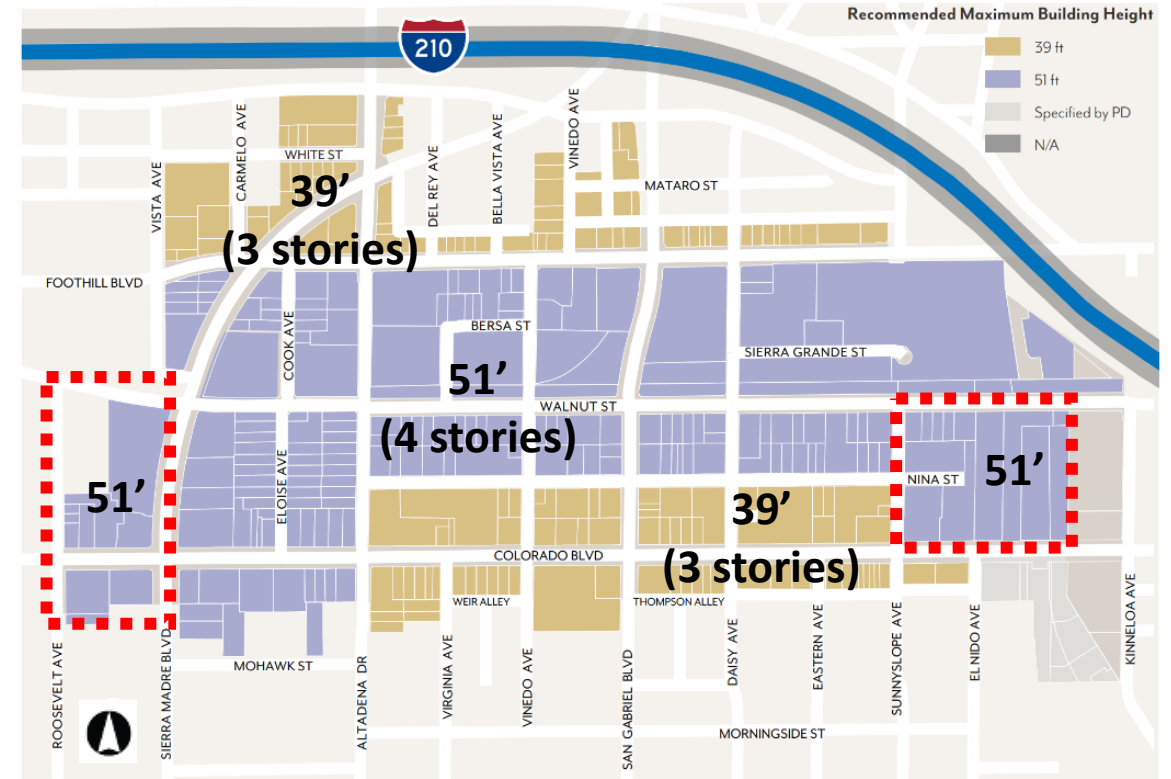 Recommended Maximum Building Height
39 ft
51 ft
Specified by PD
N/A
210
CARMELO AVE
VISTA AVE
WHITE ST
DEL REY AVE
BELLA VISTA AVE
VINEDO AVE
MATARO ST
39’
(3 stories)
FOOTHILL BLVD
COOK AVE
BERSA ST
SIERRA GRANDE ST
51’
(4 stories)
WALNUT ST
51’
ELOISE AVE
NINA ST
51’
39’
(3 stories)
COLORADO BLVD
WEIR ALLEY
THOMPSON ALLEY
MOHAWK ST
ROOSEVELT AVE
SIERRA MADRE BLVD
ALTADENA DR
VIRGINIA AVE
VINEDO AVE
SAN GABRIEL BLVD
DAISY AVE
EASTERN AVE
SUNNYSLOPE AVE
EL NIDO AVE
KINNELOA AVE
MORNINGSIDE ST